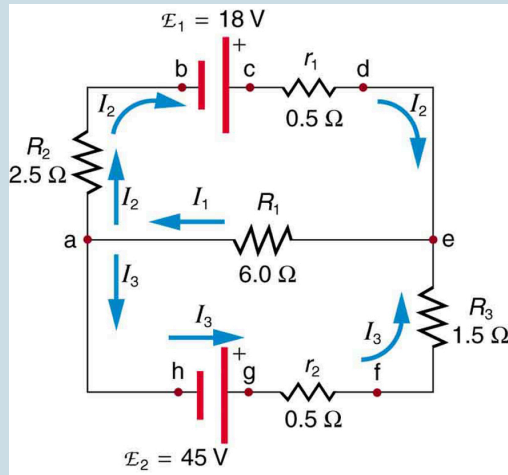 ℰ₁ = 18 V
+
b
c
r₁
d
0.5 Ω
I₂
I₂
R₂
2.5 Ω
I₂
I₁
R₁
a
e
6.0 Ω
I₃
I₃
R₃
1.5 Ω
I₃
+
h
g
r₂
f
0.5 Ω
ℰ₂ = 45 V